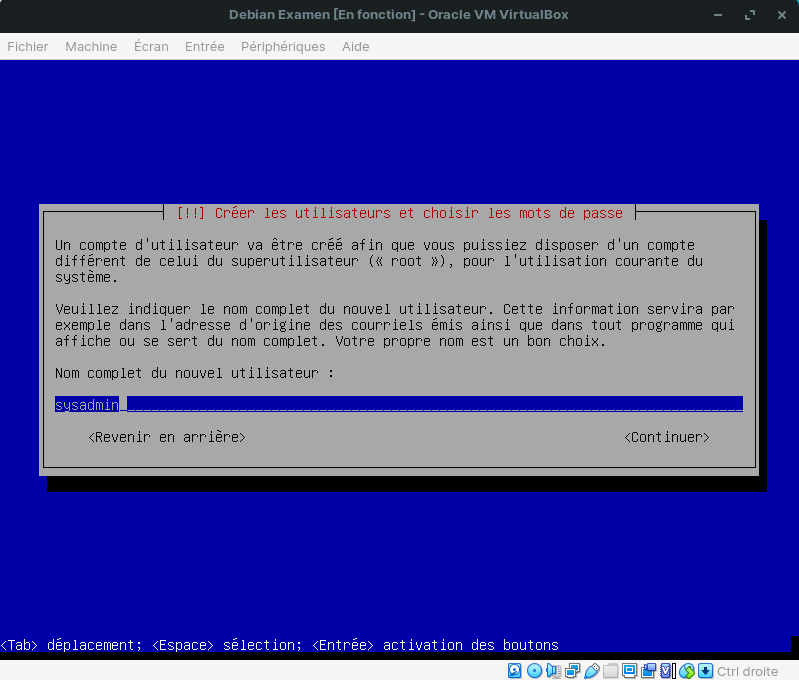 Debian Examen [En fonction] - Oracle VM VirtualBox
Fichier Machine Écran Entrée Périphériques Aide
[!!] Créer les utilisateurs et choisir les mots de passe
Un compte d'utilisateur va être créé afin que vous puissiez disposer d'un compte
différent de celui du superutilisateur (« root »), pour l'utilisation courante du
système.
Veuillez indiquer le nom complet du nouvel utilisateur. Cette information servira par
exemple dans l'adresse d'origine des courriels émis ainsi que dans tout programme qui
affiche ou se sert du nom complet. Votre propre nom est un bon choix.
Nom complet du nouvel utilisateur :
sysadmin
<Revenir en arrière> <Continuer>
<Tab> déplacement; <Espace> sélection; <Entrée> activation des boutons
Ctrl droite